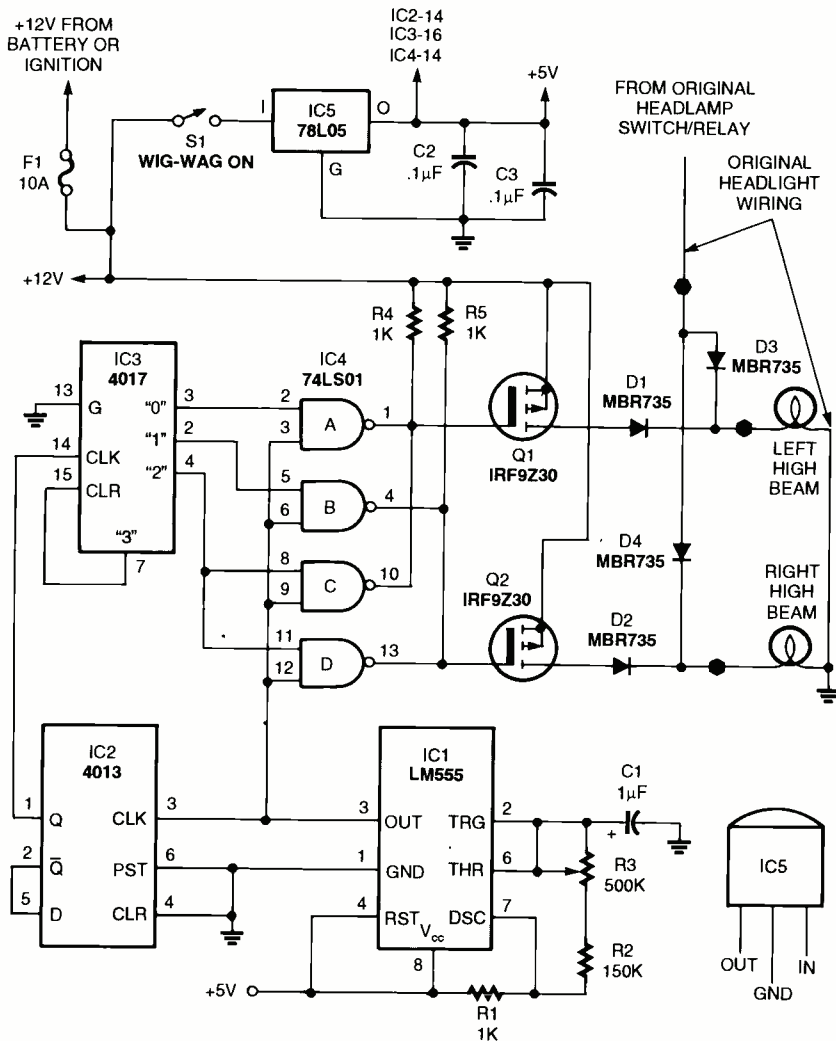 +12V FROM
BATTERY OR
IGNITION
F1
10A
S1
WIG-WAG ON
I
IC5
78L05
O
G
IC2-14
IC3-16
IC4-14
+5V
C2
.1µF
C3
.1µF
FROM ORIGINAL
HEADLAMP
SWITCH/RELAY
ORIGINAL
HEADLIGHT
WIRING
+12V
R4
1K
R5
1K
IC3
4017
13
G
14
CLK
15
CLR
"0"
3
"1"
2
"2"
4
"3"
7
IC4
74LS01
2
3
A
1
5
6
B
4
8
9
C
10
11
12
D
13
Q1
IRF9Z30
D1
MBR735
D3
MBR735
LEFT
HIGH
BEAM
Q2
IRF9Z30
D4
MBR735
D2
MBR735
RIGHT
HIGH
BEAM
IC2
4013
1
Q
2
Q̅
5
D
CLK
3
PST
6
CLR
4
IC1
LM555
3
OUT
1
GND
4
RST
Vcc
8
TRG
2
THR
6
DSC
7
C1
1µF
+
R3
500K
R2
150K
R1
1K
+5V
IC5
OUT
GND
IN